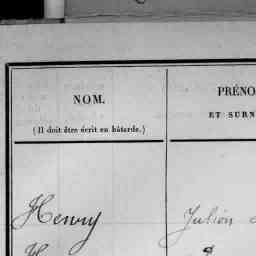 NOM.
(Il doit être écrit en bâtarde.)
PRÉNO
ET SURN
Henry Julien